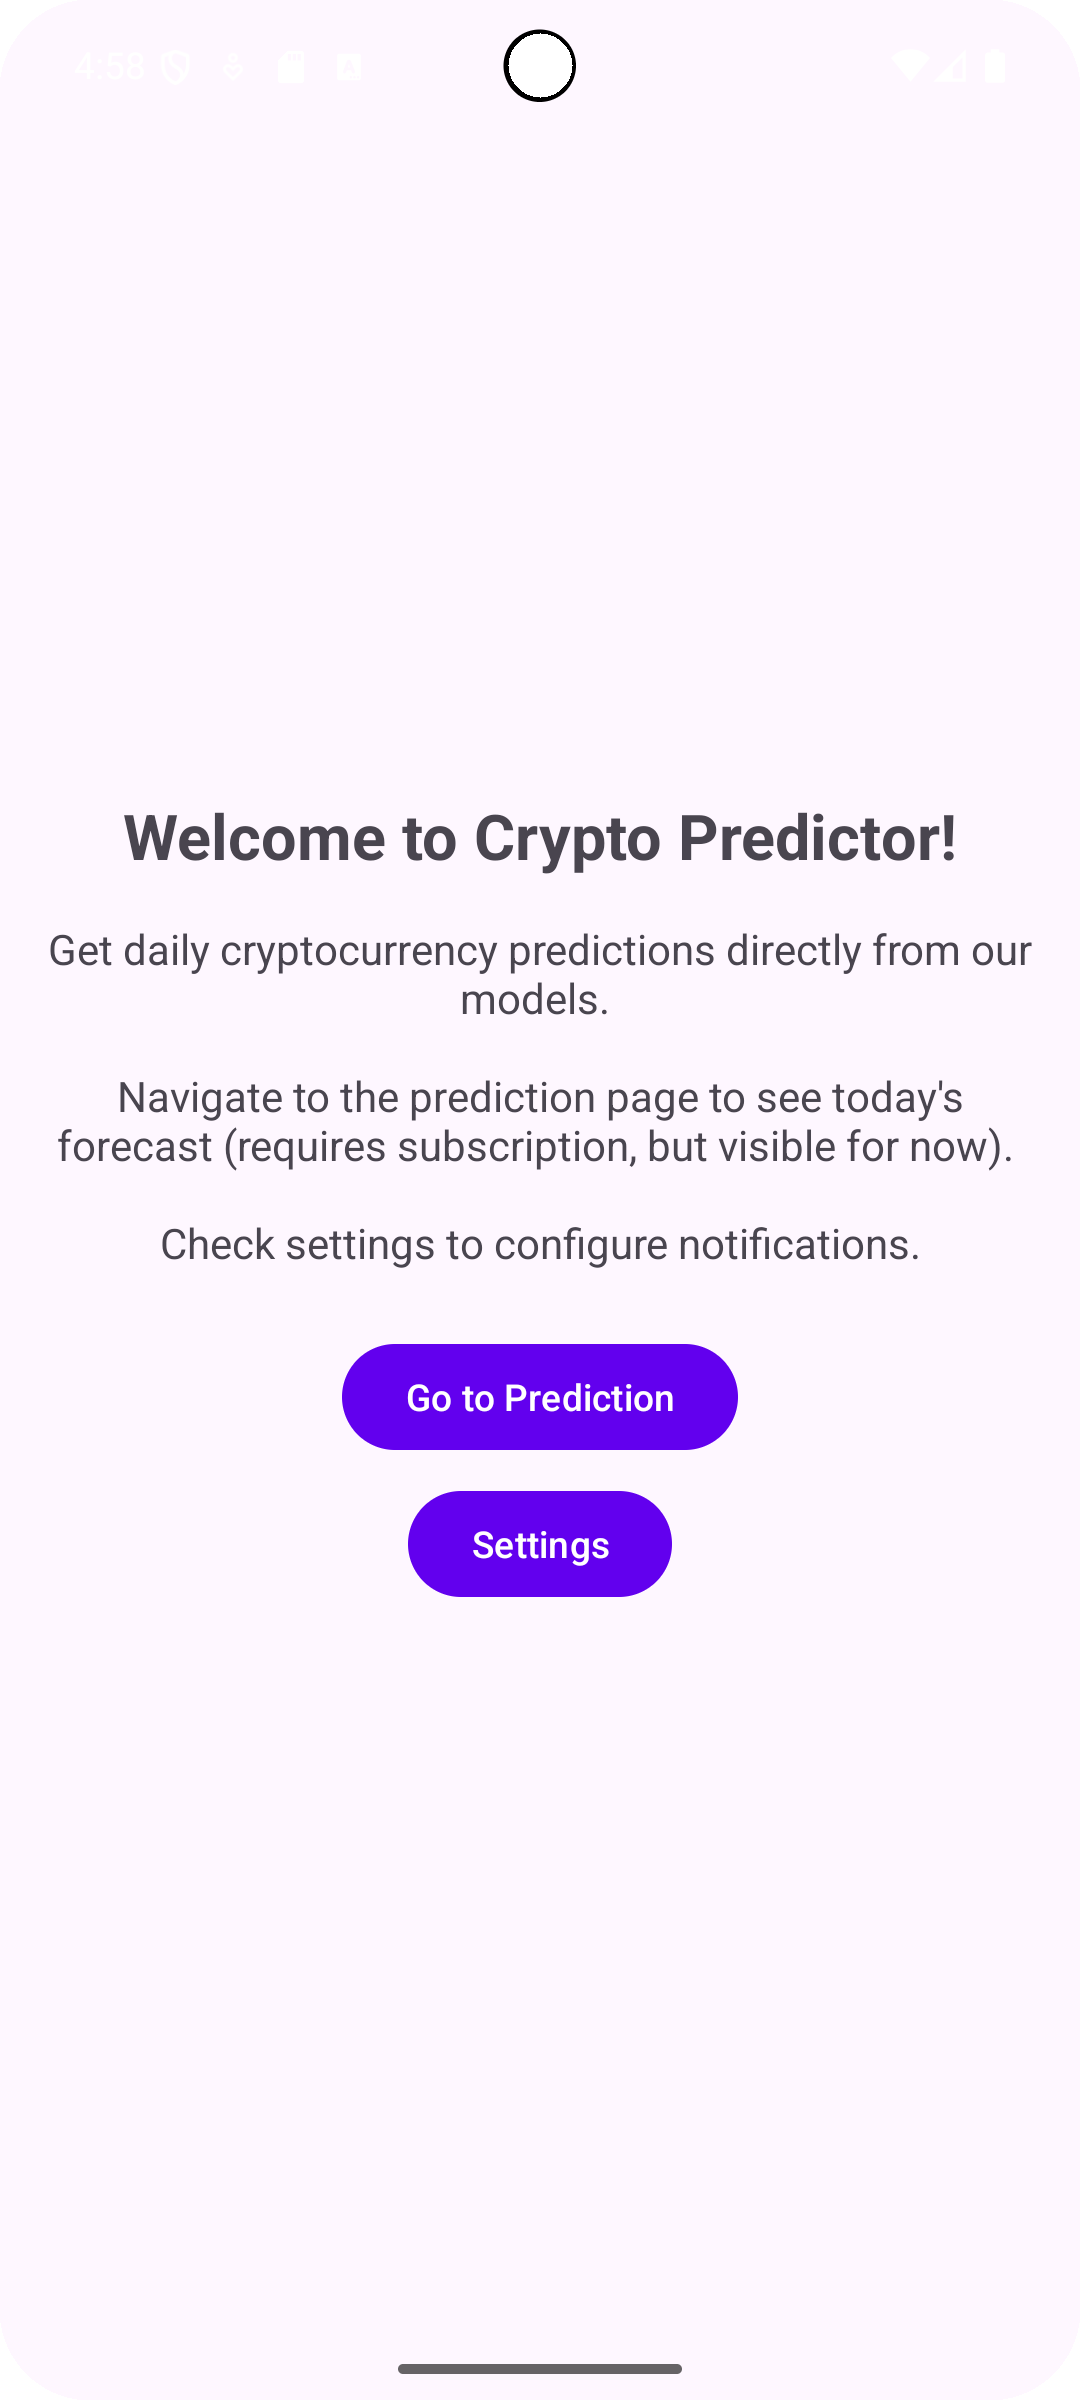 4:58
Welcome to Crypto Predictor!
Get daily cryptocurrency predictions directly from our
models.
Navigate to the prediction page to see today's
forecast (requires subscription, but visible for now).
Check settings to configure notifications.
Go to Prediction
Settings